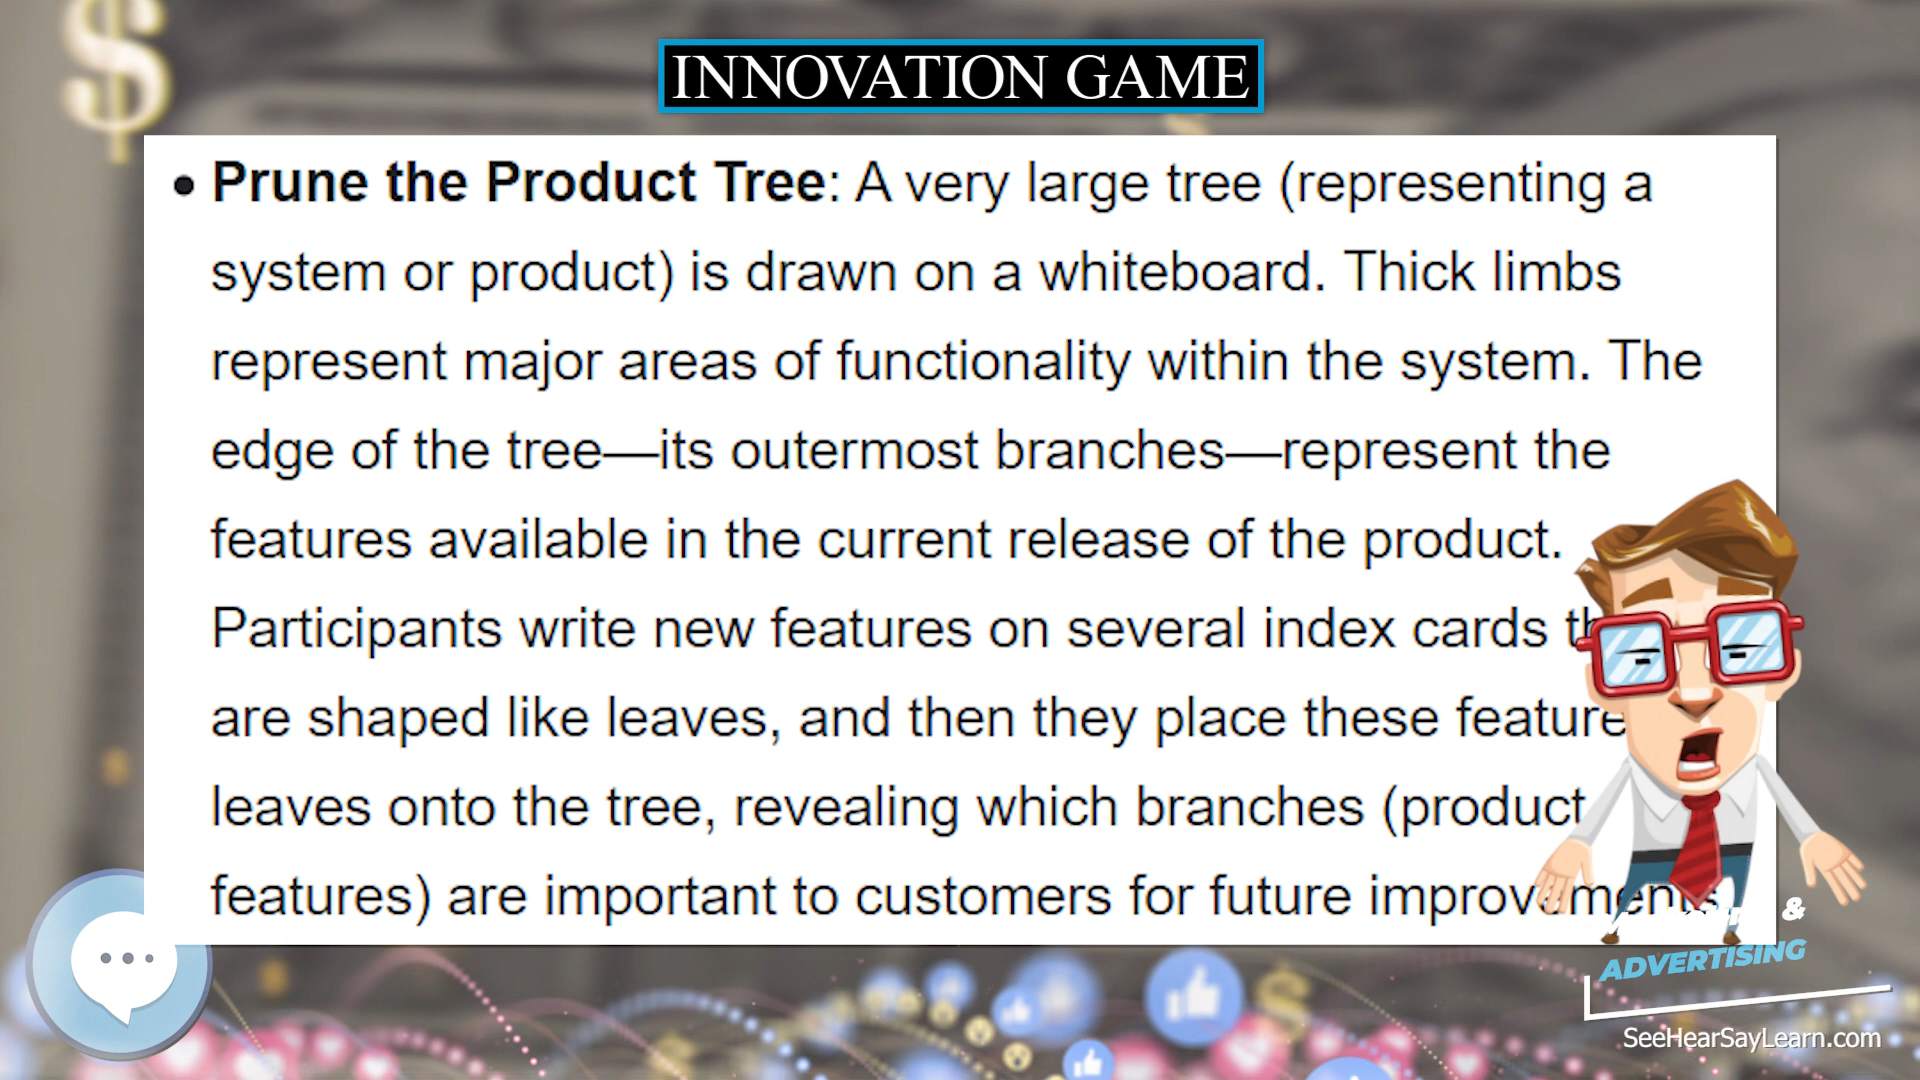 $
INNOVATION GAME
• Prune the Product Tree: A very large tree (representing a
system or product) is drawn on a whiteboard. Thick limbs
represent major areas of functionality within the system. The
edge of the tree—its outermost branches—represent the
features available in the current release of the product.
Participants write new features on several index cards
are shaped like leaves, and then they place these feature
leaves onto the tree, revealing which branches (product
features) are important to customers for future improvements
&
ADVERTISING
SeeHearSayLearn.com